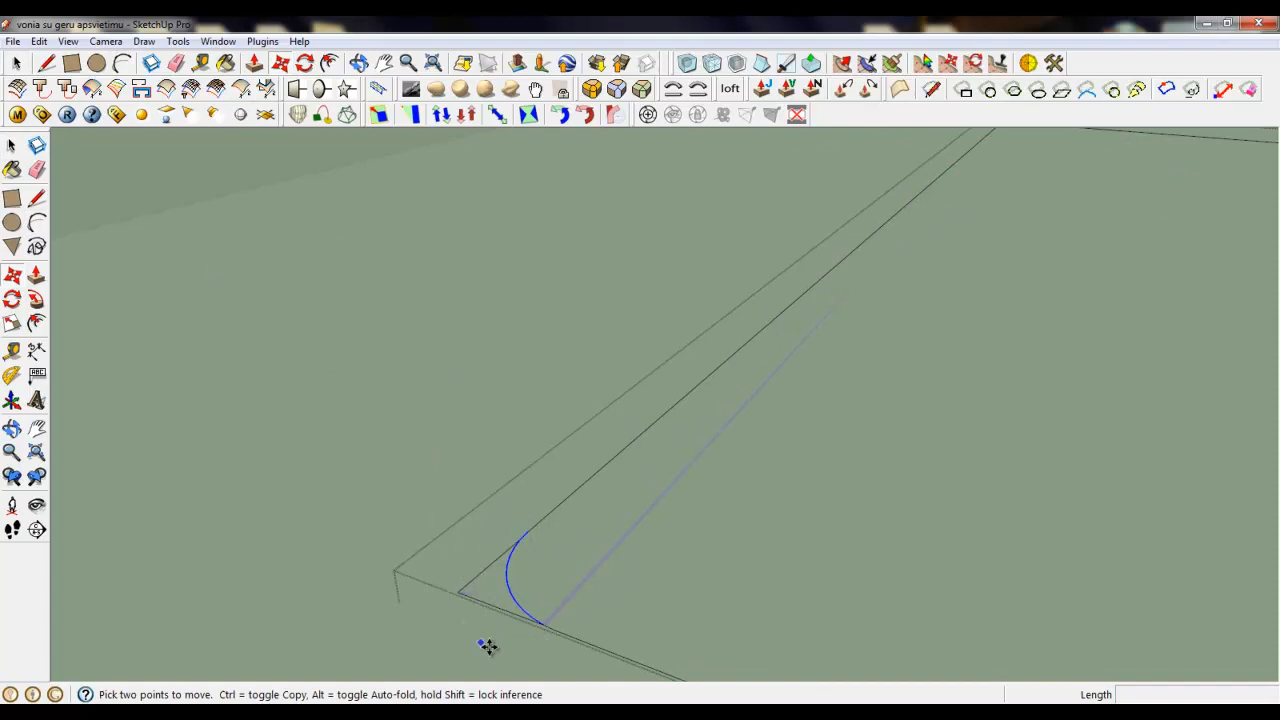 vonia su geru apsvietimu - SketchUp Pro
File Edit View Camera Draw Tools Window Plugins Help
loft J V N
M Q R ?
ABC
Pick two points to move. Ctrl = toggle Copy, Alt = toggle Auto-fold, hold Shift = lock inference Length